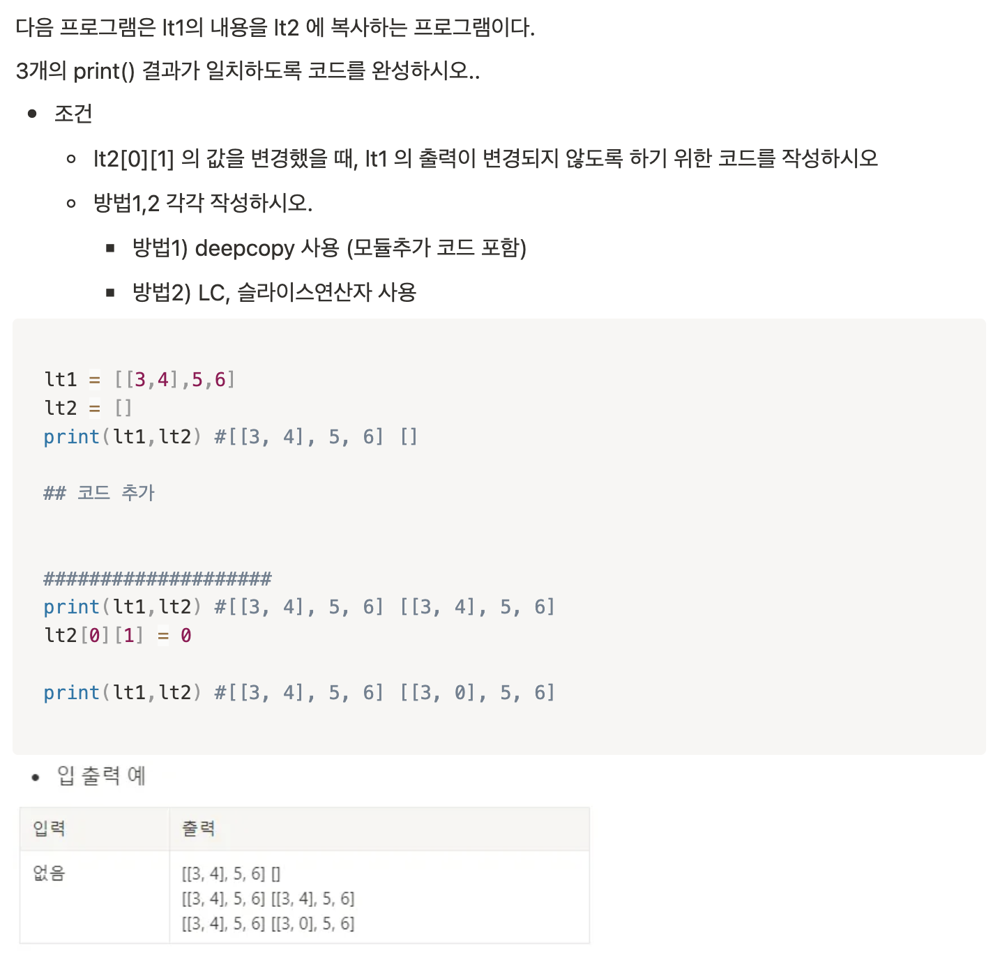 다음 프로그램은 lt1의 내용을 lt2 에 복사하는 프로그램이다.
3개의 print() 결과가 일치하도록 코드를 완성하시오..
• 조건
◦ lt2[0][1] 의 값을 변경했을 때, lt1 의 출력이 변경되지 않도록 하기 위한 코드를 작성하시오
◦ 방법1,2 각각 작성하시오.
▪ 방법1) deepcopy 사용 (모듈추가 코드 포함)
▪ 방법2) LC, 슬라이스연산자 사용
lt1 = [[3,4],5,6]
lt2 = []
print(lt1,lt2) #[[3, 4], 5, 6] []
## 코드 추가
####################
print(lt1,lt2) #[[3, 4], 5, 6] [[3, 4], 5, 6]
lt2[0][1] = 0
print(lt1,lt2) #[[3, 4], 5, 6] [[3, 0], 5, 6]
• 입 출력 예
입력 출력
없음 [[3, 4], 5, 6] []
[[3, 4], 5, 6] [[3, 4], 5, 6]
[[3, 4], 5, 6] [[3, 0], 5, 6]